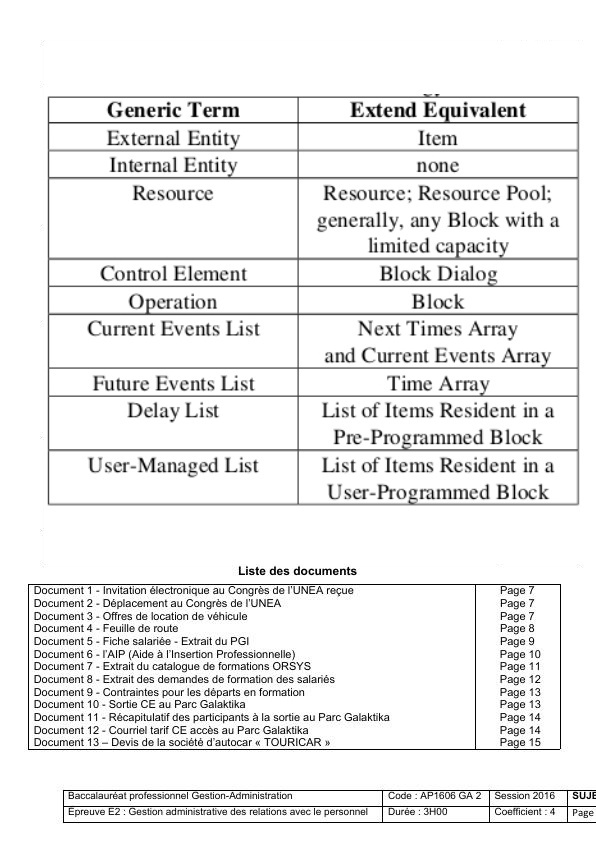 Generic Term Extend Equivalent
External Entity Item
Internal Entity none
Resource Resource; Resource Pool;
generally, any Block with a
limited capacity
Control Element Block Dialog
Operation Block
Current Events List Next Times Array
and Current Events Array
Future Events List Time Array
Delay List List of Items Resident in a
Pre-Programmed Block
User-Managed List List of Items Resident in a
User-Programmed Block
Liste des documents
Document 1 - Invitation électronique au Congrès de l’UNEA reçue Page 7
Document 2 - Déplacement au Congrès de l’UNEA Page 7
Document 3 - Offres de location de véhicule Page 7
Document 4 - Feuille de route Page 8
Document 5 - Fiche salariée - Extrait du PGI Page 9
Document 6 - l’AIP (Aide à l’Insertion Professionnelle) Page 10
Document 7 - Extrait du catalogue de formations ORSYS Page 11
Document 8 - Extrait des demandes de formation des salariés Page 12
Document 9 - Contraintes pour les départs en formation Page 13
Document 10 - Sortie CE au Parc Galaktika Page 13
Document 11 - Récapitulatif des participants à la sortie au Parc Galaktika Page 14
Document 12 - Courriel tarif CE accès au Parc Galaktika Page 14
Document 13 – Devis de la société d’autocar « TOURICAR » Page 15
Baccalauréat professionnel Gestion-Administration Code : AP1606 GA 2 Session 2016 SUJE
Epreuve E2 : Gestion administrative des relations avec le personnel Durée : 3H00 Coefficient : 4 Page